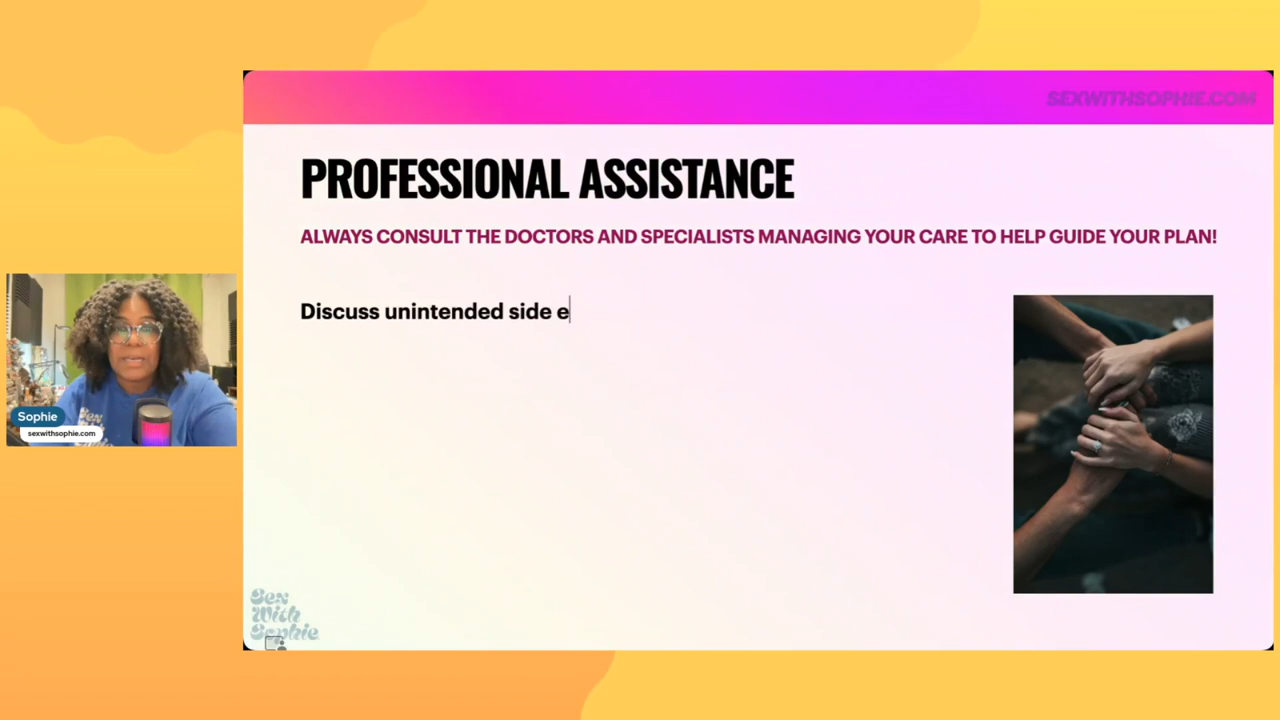 SEXWITHSOPHIE.COM
PROFESSIONAL ASSISTANCE
ALWAYS CONSULT THE DOCTORS AND SPECIALISTS MANAGING YOUR CARE TO HELP GUIDE YOUR PLAN!
Discuss unintended side e
Sophie
sexwithsophie.com
Sex
With
Sophie